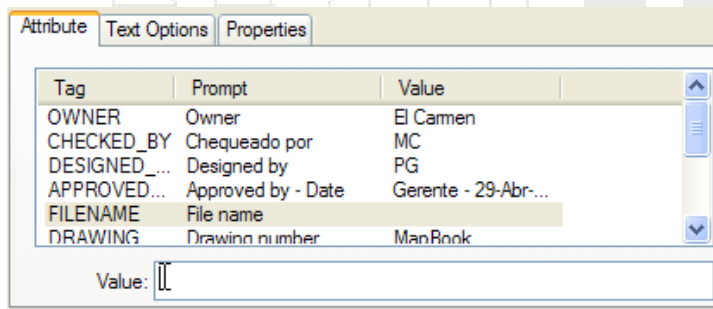 Attribute Text Options Properties
Tag Prompt Value
OWNER Owner El Carmen
CHECKED_BY Chequeado por MC
DESIGNED_... Designed by PG
APPROVED... Approved by - Date Gerente - 29-Abr-...
FILENAME File name
DRAWING Drawing number MapBook
Value: